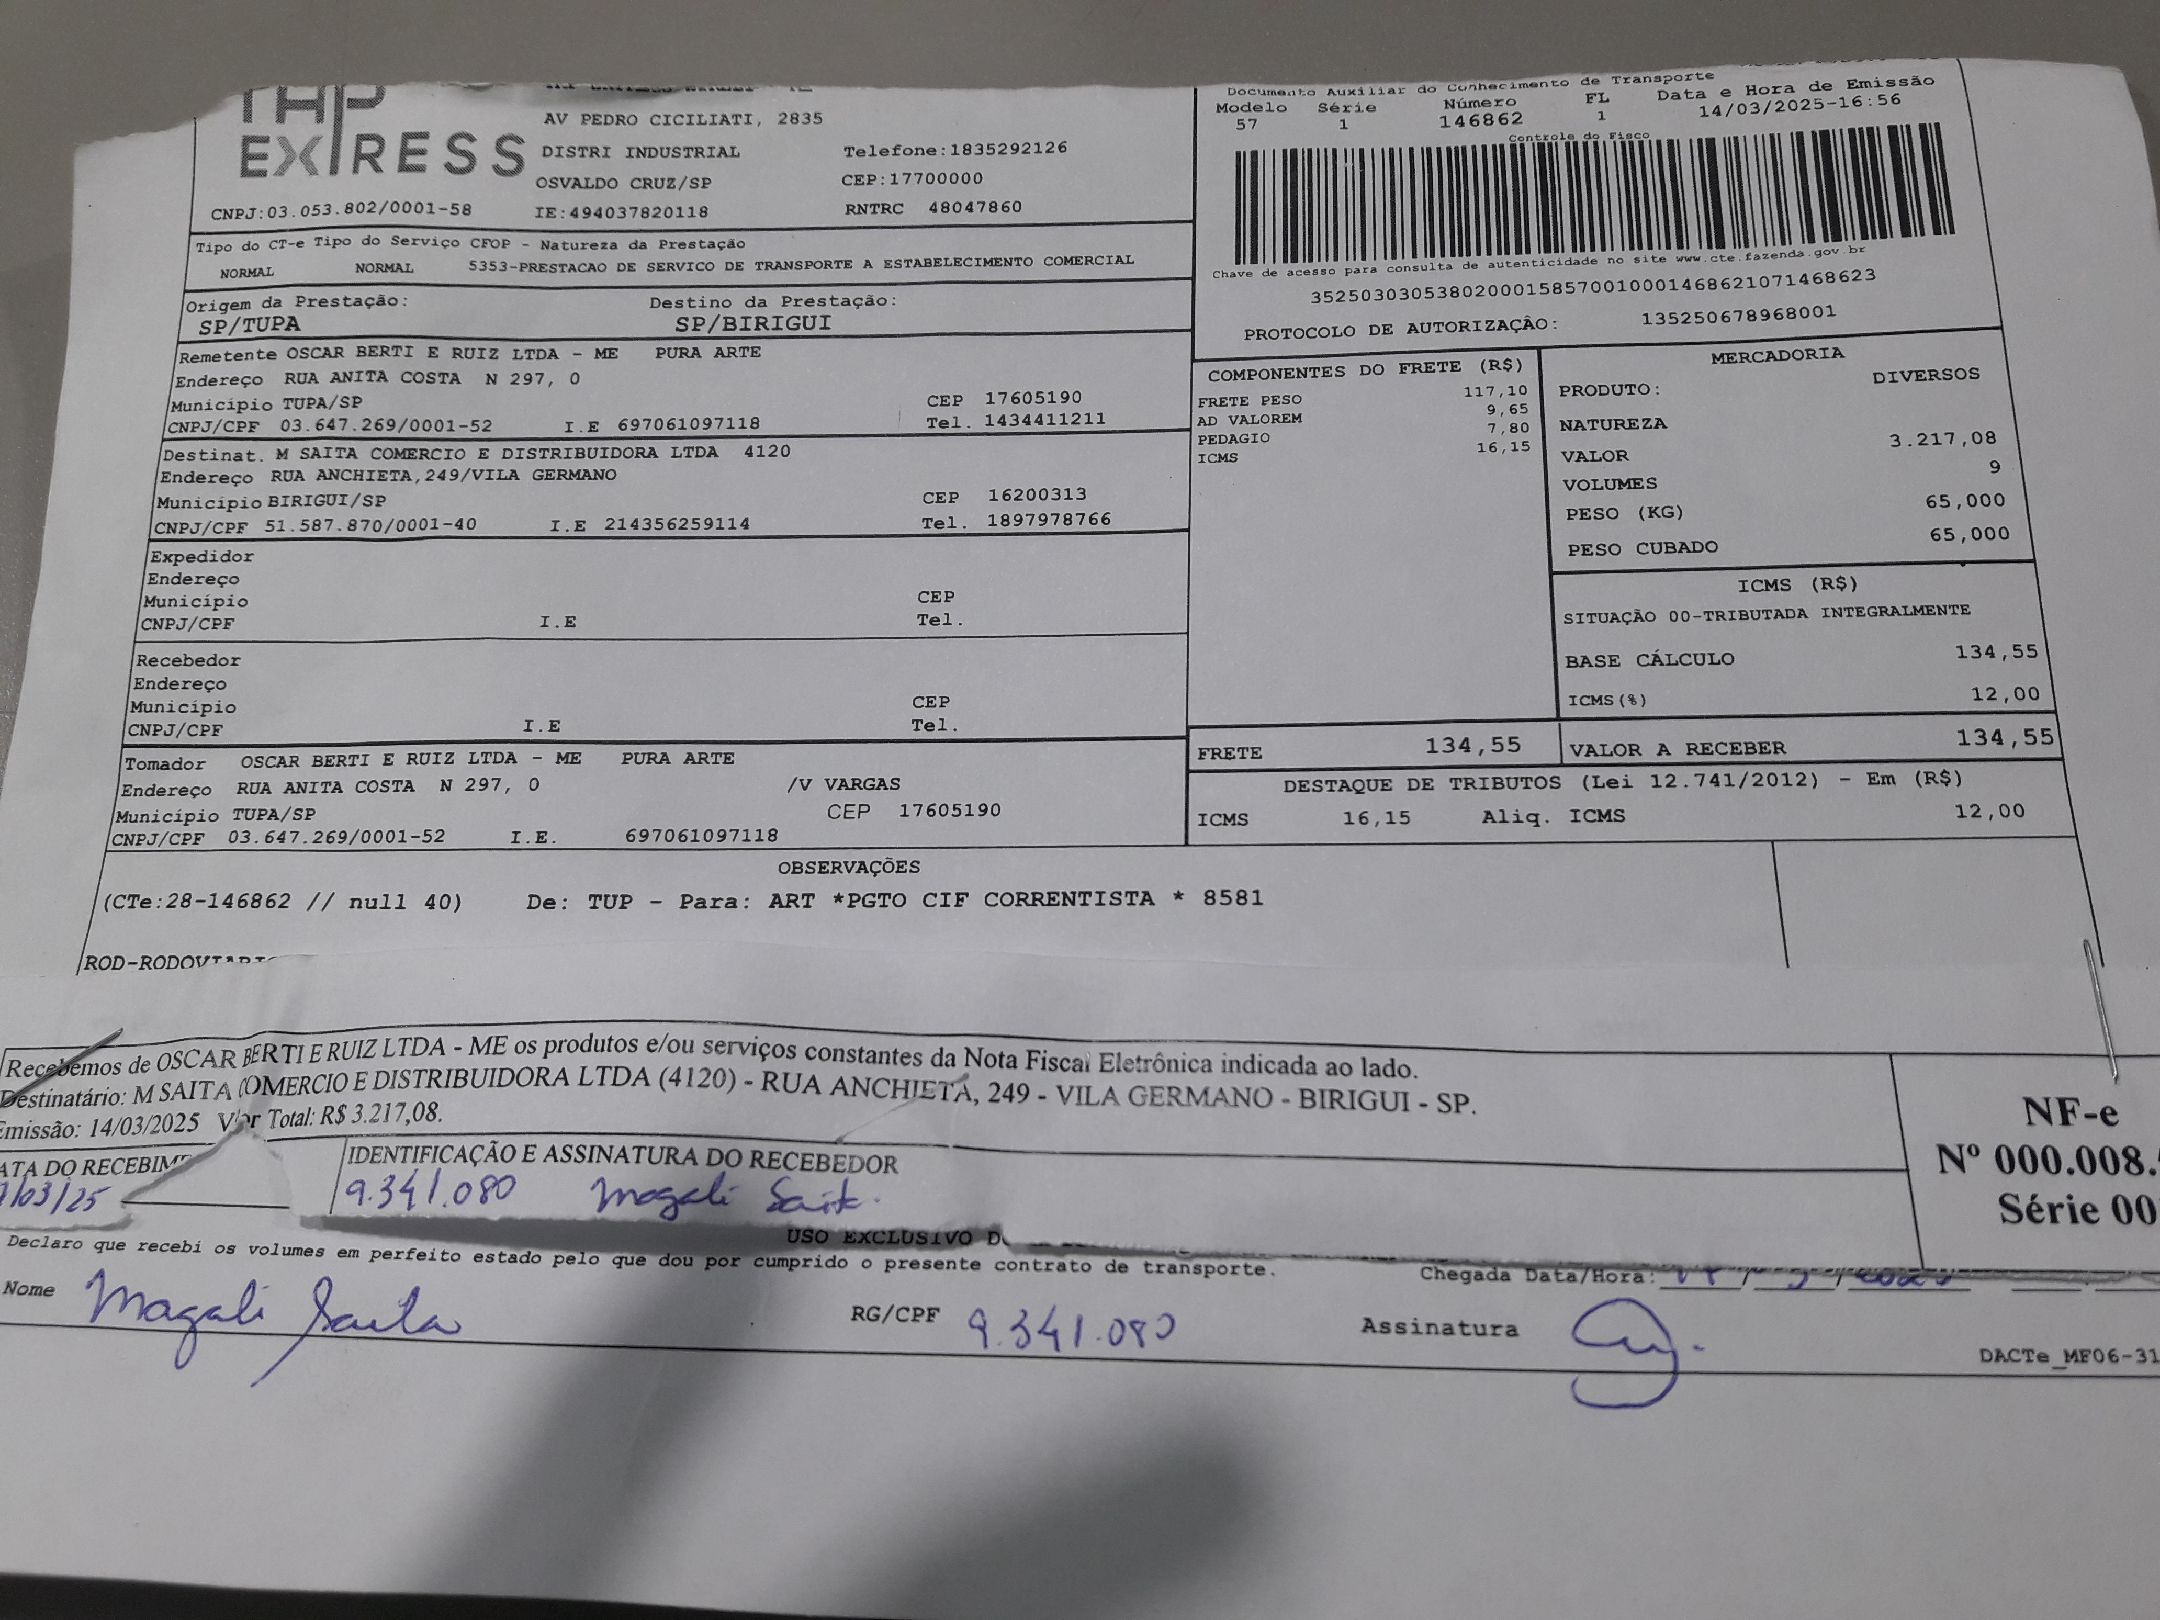 THP
EXPRESS
AV PEDRO CICILIATI, 2835
DISTRI INDUSTRIAL Telefone:1835292126
OSVALDO CRUZ/SP CEP:17700000
CNPJ:03.053.802/0001-58 IE:494037820118 RNTRC 48047860
Documento Auxiliar do Conhecimento de Transporte
Modelo Série Número FL Data e Hora de Emissão
57 1 146862 1 14/03/2025-16:56
Controle do Fisco
Chave de acesso para consulta de autenticidade no site www.cte.fazenda.gov.br
35250303053802000158570010001468621071468623
PROTOCOLO DE AUTORIZAÇÃO: 135250678968001
Tipo do CT-e Tipo do Serviço CFOP - Natureza da Prestação
NORMAL NORMAL 5353-PRESTACAO DE SERVICO DE TRANSPORTE A ESTABELECIMENTO COMERCIAL
Origem da Prestação: Destino da Prestação:
SP/TUPA SP/BIRIGUI
Remetente OSCAR BERTI E RUIZ LTDA - ME PURA ARTE
Endereço RUA ANITA COSTA N 297, 0
Município TUPA/SP CEP 17605190
CNPJ/CPF 03.647.269/0001-52 I.E 697061097118 Tel. 1434411211
Destinat. M SAITA COMERCIO E DISTRIBUIDORA LTDA 4120
Endereço RUA ANCHIETA,249/VILA GERMANO
Município BIRIGUI/SP CEP 16200313
CNPJ/CPF 51.587.870/0001-40 I.E 214356259114 Tel. 1897978766
Expedidor
Endereço
Município CEP
CNPJ/CPF I.E Tel.
Recebedor
Endereço
Município CEP
CNPJ/CPF I.E Tel.
Tomador OSCAR BERTI E RUIZ LTDA - ME PURA ARTE
Endereço RUA ANITA COSTA N 297, 0 /V VARGAS
Município TUPA/SP CEP 17605190
CNPJ/CPF 03.647.269/0001-52 I.E. 697061097118
COMPONENTES DO FRETE (R$)
FRETE PESO 117,10
AD VALOREM 9,65
PEDAGIO 7,80
ICMS 16,15
MERCADORIA
PRODUTO: DIVERSOS
NATUREZA
VALOR 3.217,08
VOLUMES 9
PESO (KG) 65,000
PESO CUBADO 65,000
ICMS (R$)
SITUAÇÃO 00-TRIBUTADA INTEGRALMENTE
BASE CÁLCULO 134,55
ICMS(%) 12,00
FRETE 134,55 VALOR A RECEBER 134,55
DESTAQUE DE TRIBUTOS (Lei 12.741/2012) - Em (R$)
ICMS 16,15 Aliq. ICMS 12,00
OBSERVAÇÕES
(CTe:28-146862 // null 40) De: TUP - Para: ART *PGTO CIF CORRENTISTA * 8581
ROD-RODOVIARIO
Recebemos de OSCAR BERTI E RUIZ LTDA - ME os produtos e/ou serviços constantes da Nota Fiscal Eletrônica indicada ao lado.
Destinatário: M SAITA COMERCIO E DISTRIBUIDORA LTDA (4120) - RUA ANCHIETA, 249 - VILA GERMANO - BIRIGUI - SP.
Emissão: 14/03/2025 Valor Total: R$ 3.217,08.
ATA DO RECEBIME IDENTIFICAÇÃO E ASSINATURA DO RECEBEDOR
/03/25 9.341.080 Magali Saita
NF-e
Nº 000.008.
Série 00
USO EXCLUSIVO D
Declaro que recebi os volumes em perfeito estado pelo que dou por cumprido o presente contrato de transporte. Chegada Data/Hora:
Nome Magali Saita RG/CPF 9.341.080 Assinatura
DACTe_MF06-31